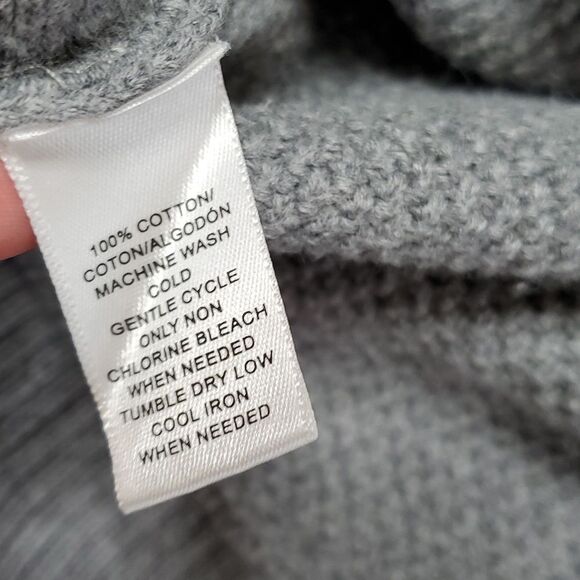 100% COTTON/
COTON/ALGODÓN
MACHINE WASH
COLD
GENTLE CYCLE
ONLY NON
CHLORINE BLEACH
WHEN NEEDED
TUMBLE DRY LOW
COOL IRON
WHEN NEEDED